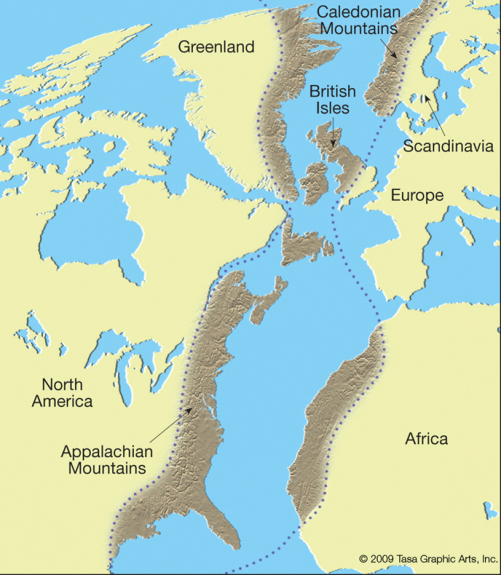 Caledonian
Mountains
Greenland
British
Isles
Scandinavia
Europe
North
America
Appalachian
Mountains
Africa
© 2009 Tasa Graphic Arts, Inc.